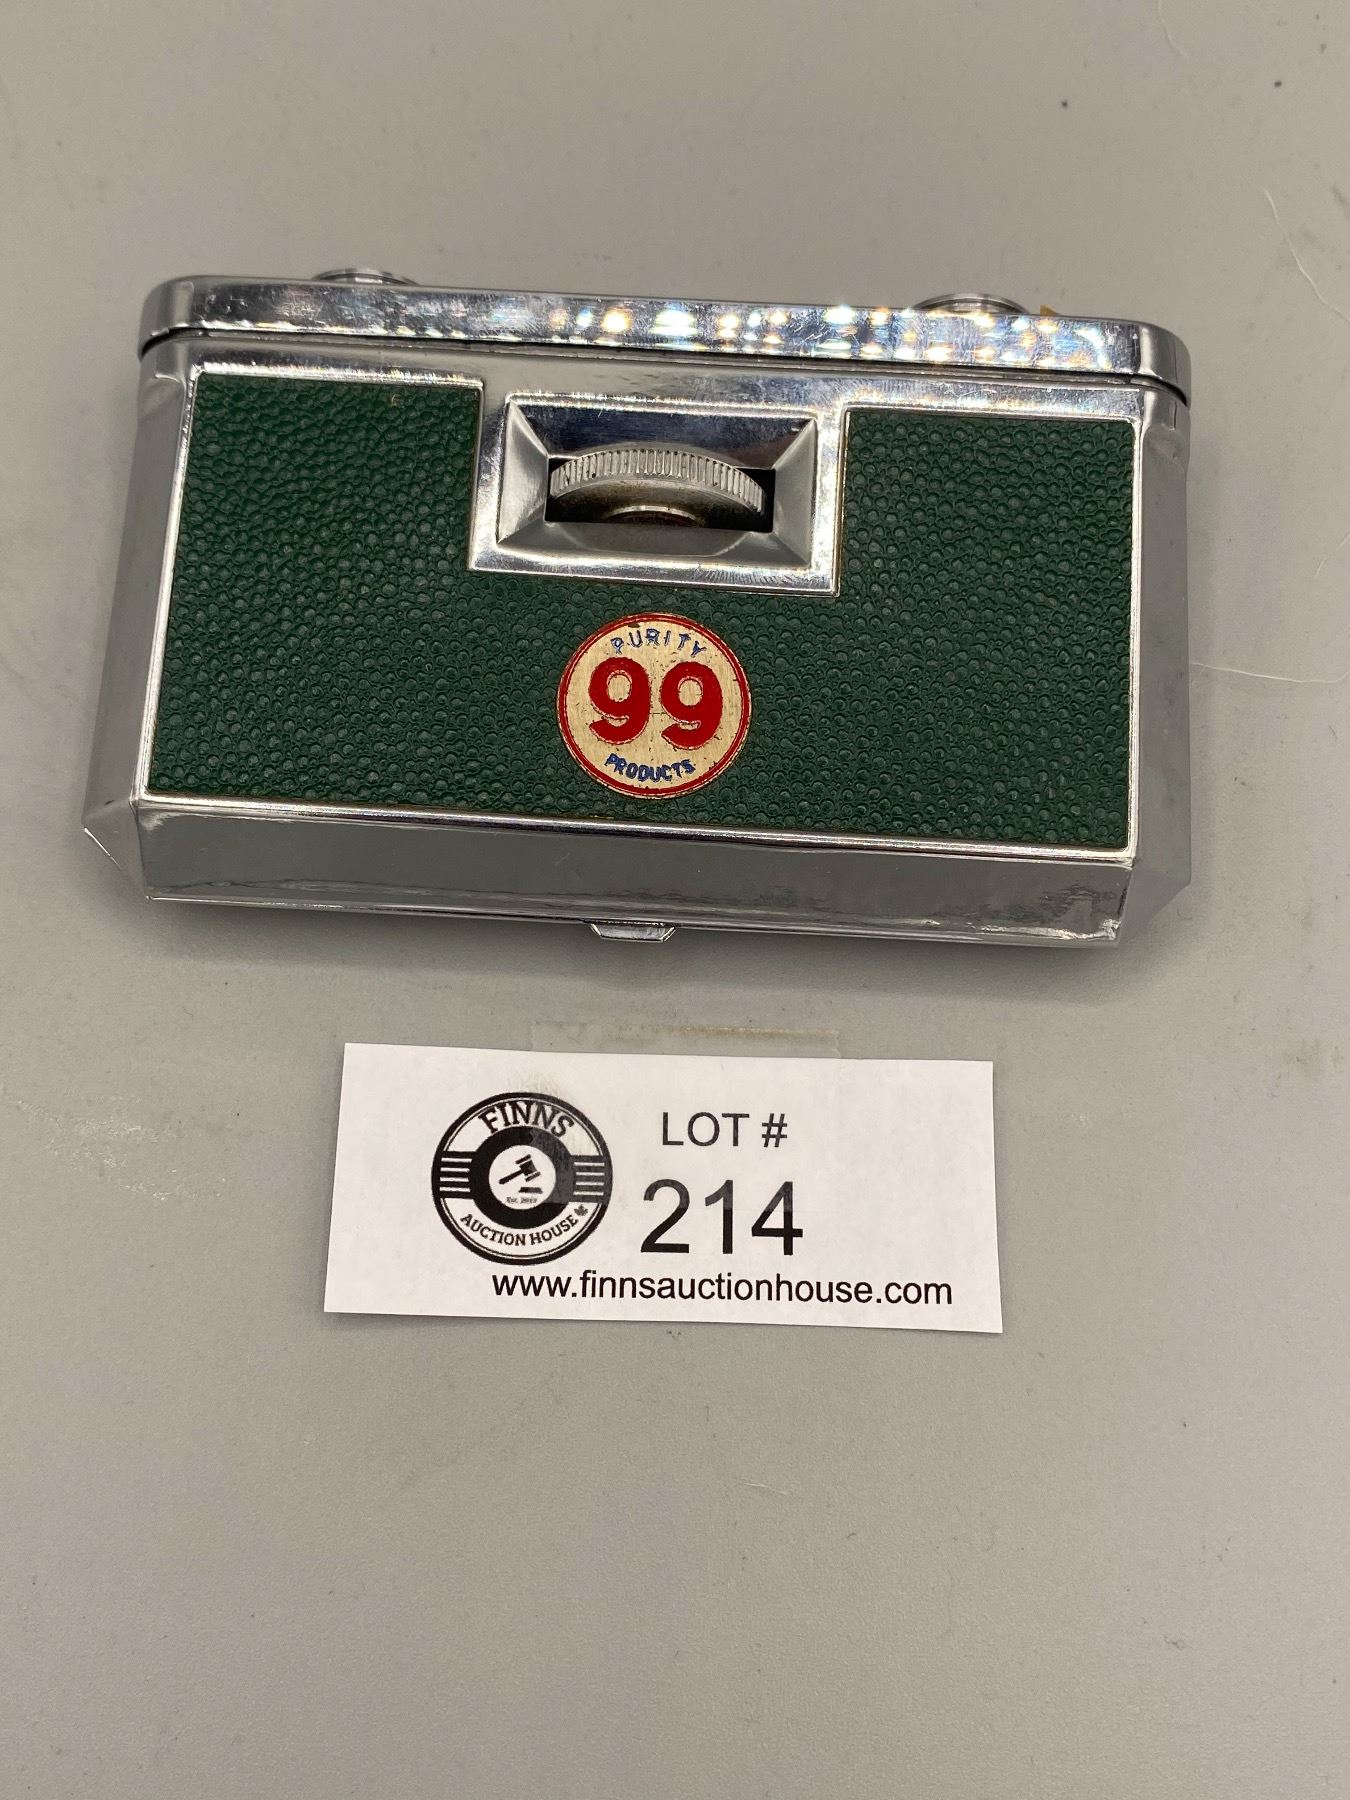 PURITY
99
PRODUCTS
FINNS
AUCTION HOUSE
LOT #
214
www.finnsauctionhouse.com